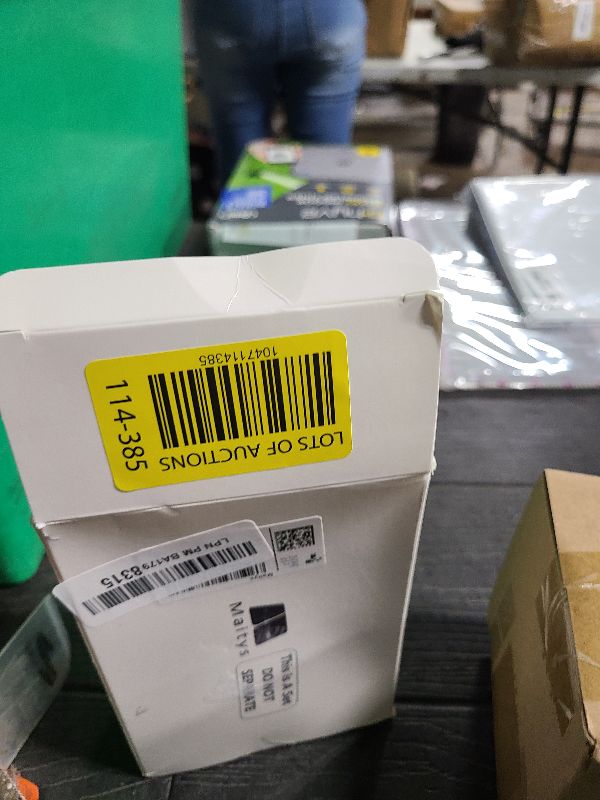 1047114385
LOTS OF AUCTIONS
114-385
LPN PM BA179 8315
Maitys
This Is A Set
DO NOT
SEPARATE